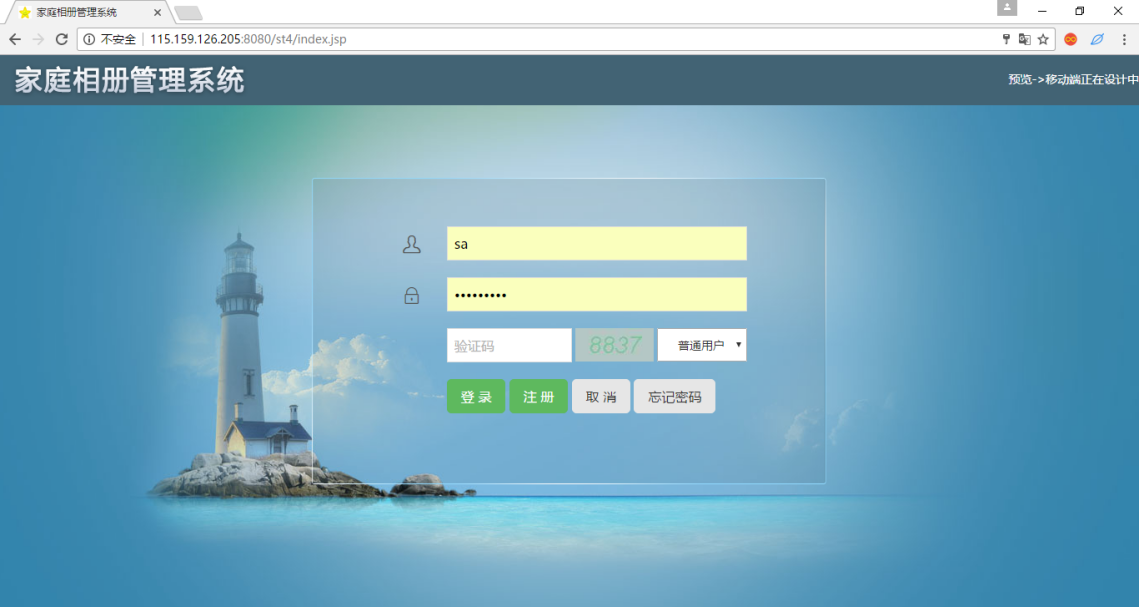 家庭相册管理系统
不安全 | 115.159.126.205:8080/st4/index.jsp
家庭相册管理系统
预览->移动端正在设计中
sa
•••••••••
验证码 8837 普通用户
登 录 注 册 取 消 忘记密码